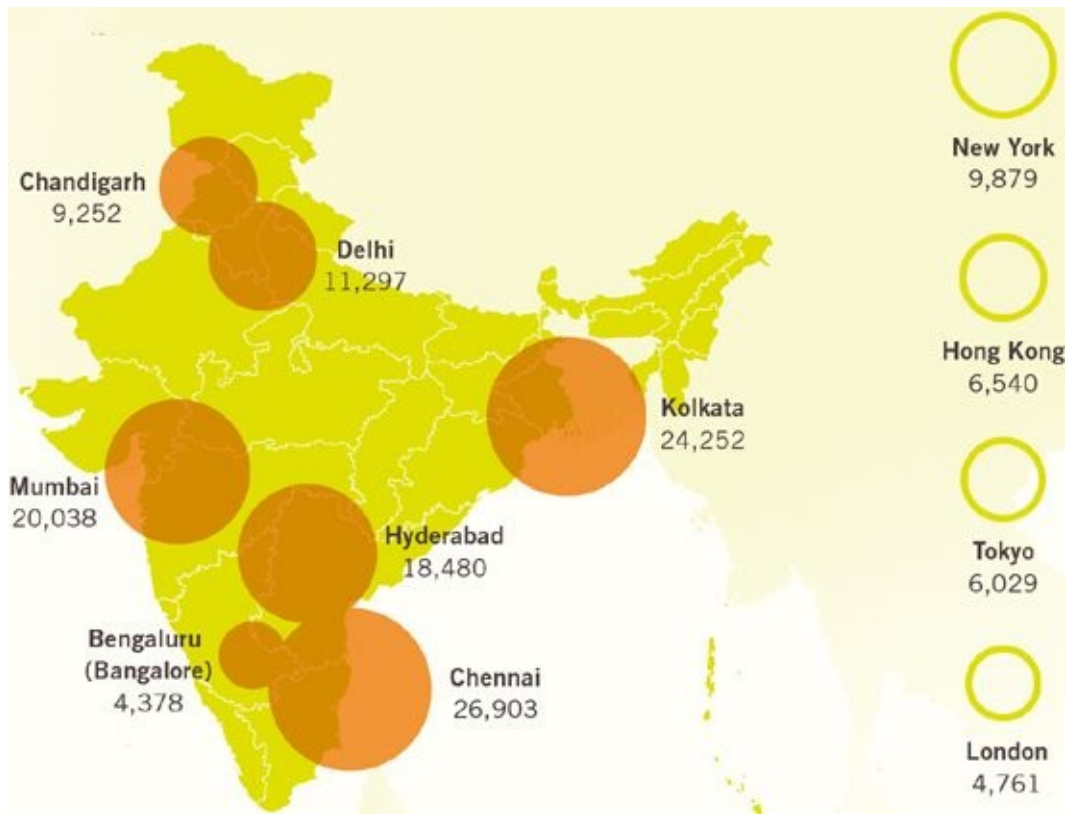 Chandigarh
9,252
Delhi
11,297
Kolkata
24,252
Mumbai
20,038
Hyderabad
18,480
Bengaluru
(Bangalore)
4,378
Chennai
26,903
New York
9,879
Hong Kong
6,540
Tokyo
6,029
London
4,761